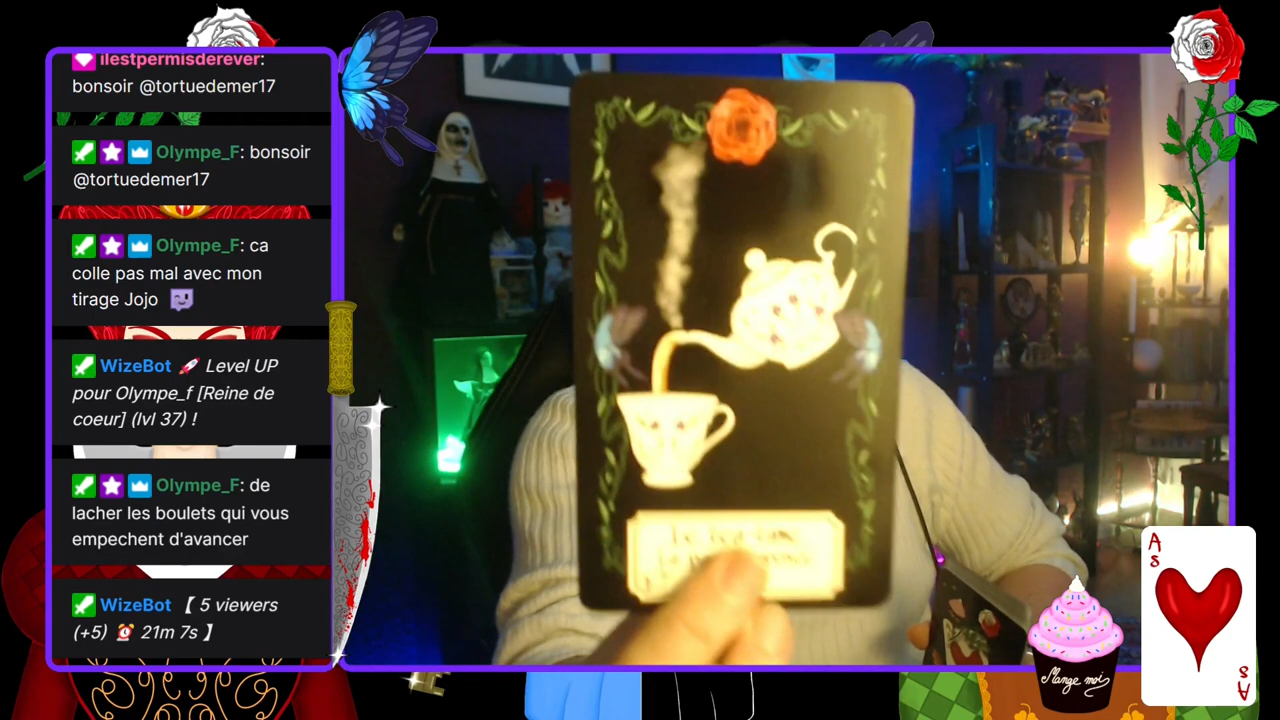 ilestpermisderever:
bonsoir @tortuedemer17
Olympe_F: bonsoir
@tortuedemer17
Olympe_F: ca
colle pas mal avec mon
tirage Jojo
WizeBot 🚀 Level UP
pour Olympe_f [Reine de
coeur] (lvl 37) !
Olympe_F: de
lacher les boulets qui vous
empechent d'avancer
WizeBot 【 5 viewers
(+5) ⏰ 21m 7s 】
As
Mange moi
As